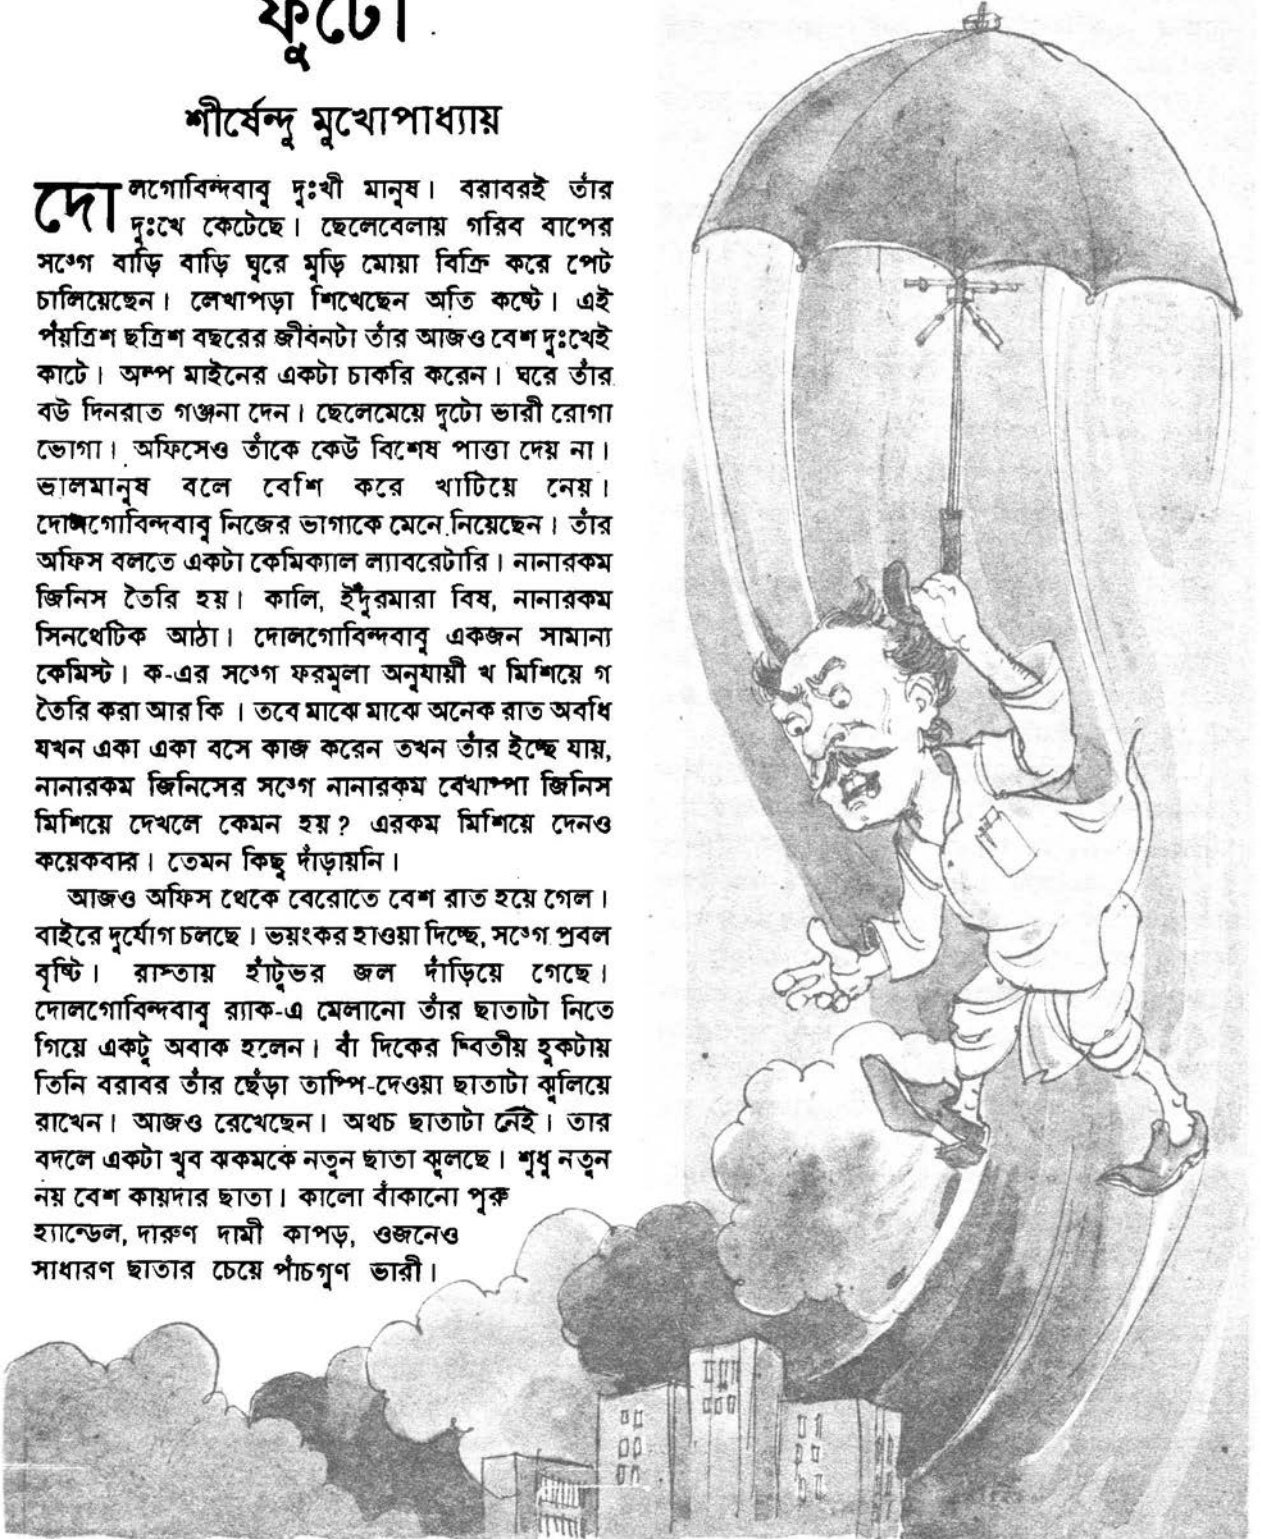 ফুটো
শীর্ষেন্দু মুখোপাধ্যায়
দোলগোবিন্দবাবু দুঃখী মানুষ। বরাবরই তাঁর
দুঃখে কেটেছে। ছেলেবেলায় গরিব বাপের
সঙ্গে বাড়ি বাড়ি ঘুরে মুড়ি মোয়া বিক্রি করে পেট
চালিয়েছেন। লেখাপড়া শিখেছেন অতি কষ্টে। এই
পঁয়ত্রিশ ছত্রিশ বছরের জীবনটা তাঁর আজও বেশ দুঃখেই
কাটে। অল্প মাইনের একটা চাকরি করেন। ঘরে তাঁর
বউ দিনরাত গঞ্জনা দেন। ছেলেমেয়ে দুটো ভারী রোগা
ভোগা। অফিসেও তাঁকে কেউ বিশেষ পাত্তা দেয় না।
ভালমানুষ বলে বেশি করে খাটিয়ে নেয়।
দোলগোবিন্দবাবু নিজের ভাগ্যকে মেনে নিয়েছেন। তাঁর
অফিস বলতে একটা কেমিক্যাল ল্যাবরেটারি। নানারকম
জিনিস তৈরি হয়। কালি, ইঁদুরমারা বিষ, নানারকম
সিনথেটিক আঠা। দোলগোবিন্দবাবু একজন সামান্য
কেমিস্ট। ক-এর সঙ্গে ফরমুলা অনুযায়ী খ মিশিয়ে গ
তৈরি করা আর কি । তবে মাঝে মাঝে অনেক রাত অবধি
যখন একা একা বসে কাজ করেন তখন তাঁর ইচ্ছে যায়,
নানারকম জিনিসের সঙ্গে নানারকম বেখাপ্পা জিনিস
মিশিয়ে দেখলে কেমন হয়? এরকম মিশিয়ে দেনও
কয়েকবার। তেমন কিছু দাঁড়ায়নি।
আজও অফিস থেকে বেরোতে বেশ রাত হয়ে গেল।
বাইরে দুর্যোগ চলছে। ভয়ংকর হাওয়া দিচ্ছে, সঙ্গে প্রবল
বৃষ্টি। রাস্তায় হাঁটুভর জল দাঁড়িয়ে গেছে।
দোলগোবিন্দবাবু র‍্যাক-এ মেলানো তাঁর ছাতাটা নিতে
গিয়ে একটু অবাক হলেন। বাঁ দিকের দ্বিতীয় হুকটায়
তিনি বরাবর তাঁর ছেঁড়া তাপ্পি-দেওয়া ছাতাটা ঝুলিয়ে
রাখেন। আজও রেখেছেন। অথচ ছাতাটা নেই। তার
বদলে একটা খুব ঝকমকে নতুন ছাতা ঝুলছে। শুধু নতুন
নয় বেশ কায়দার ছাতা। কালো বাঁকানো পুরু
হ্যান্ডেল, দারুণ দামী কাপড়, ওজনেও
সাধারণ ছাতার চেয়ে পাঁচগুণ ভারী।